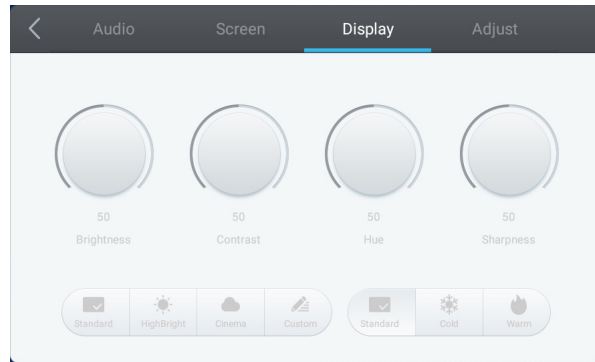 Audio Screen Display Adjust
50 50 50 50
Brightness Contrast Hue Sharpness
Standard HighBright Cinema Custom Standard Cold Warm